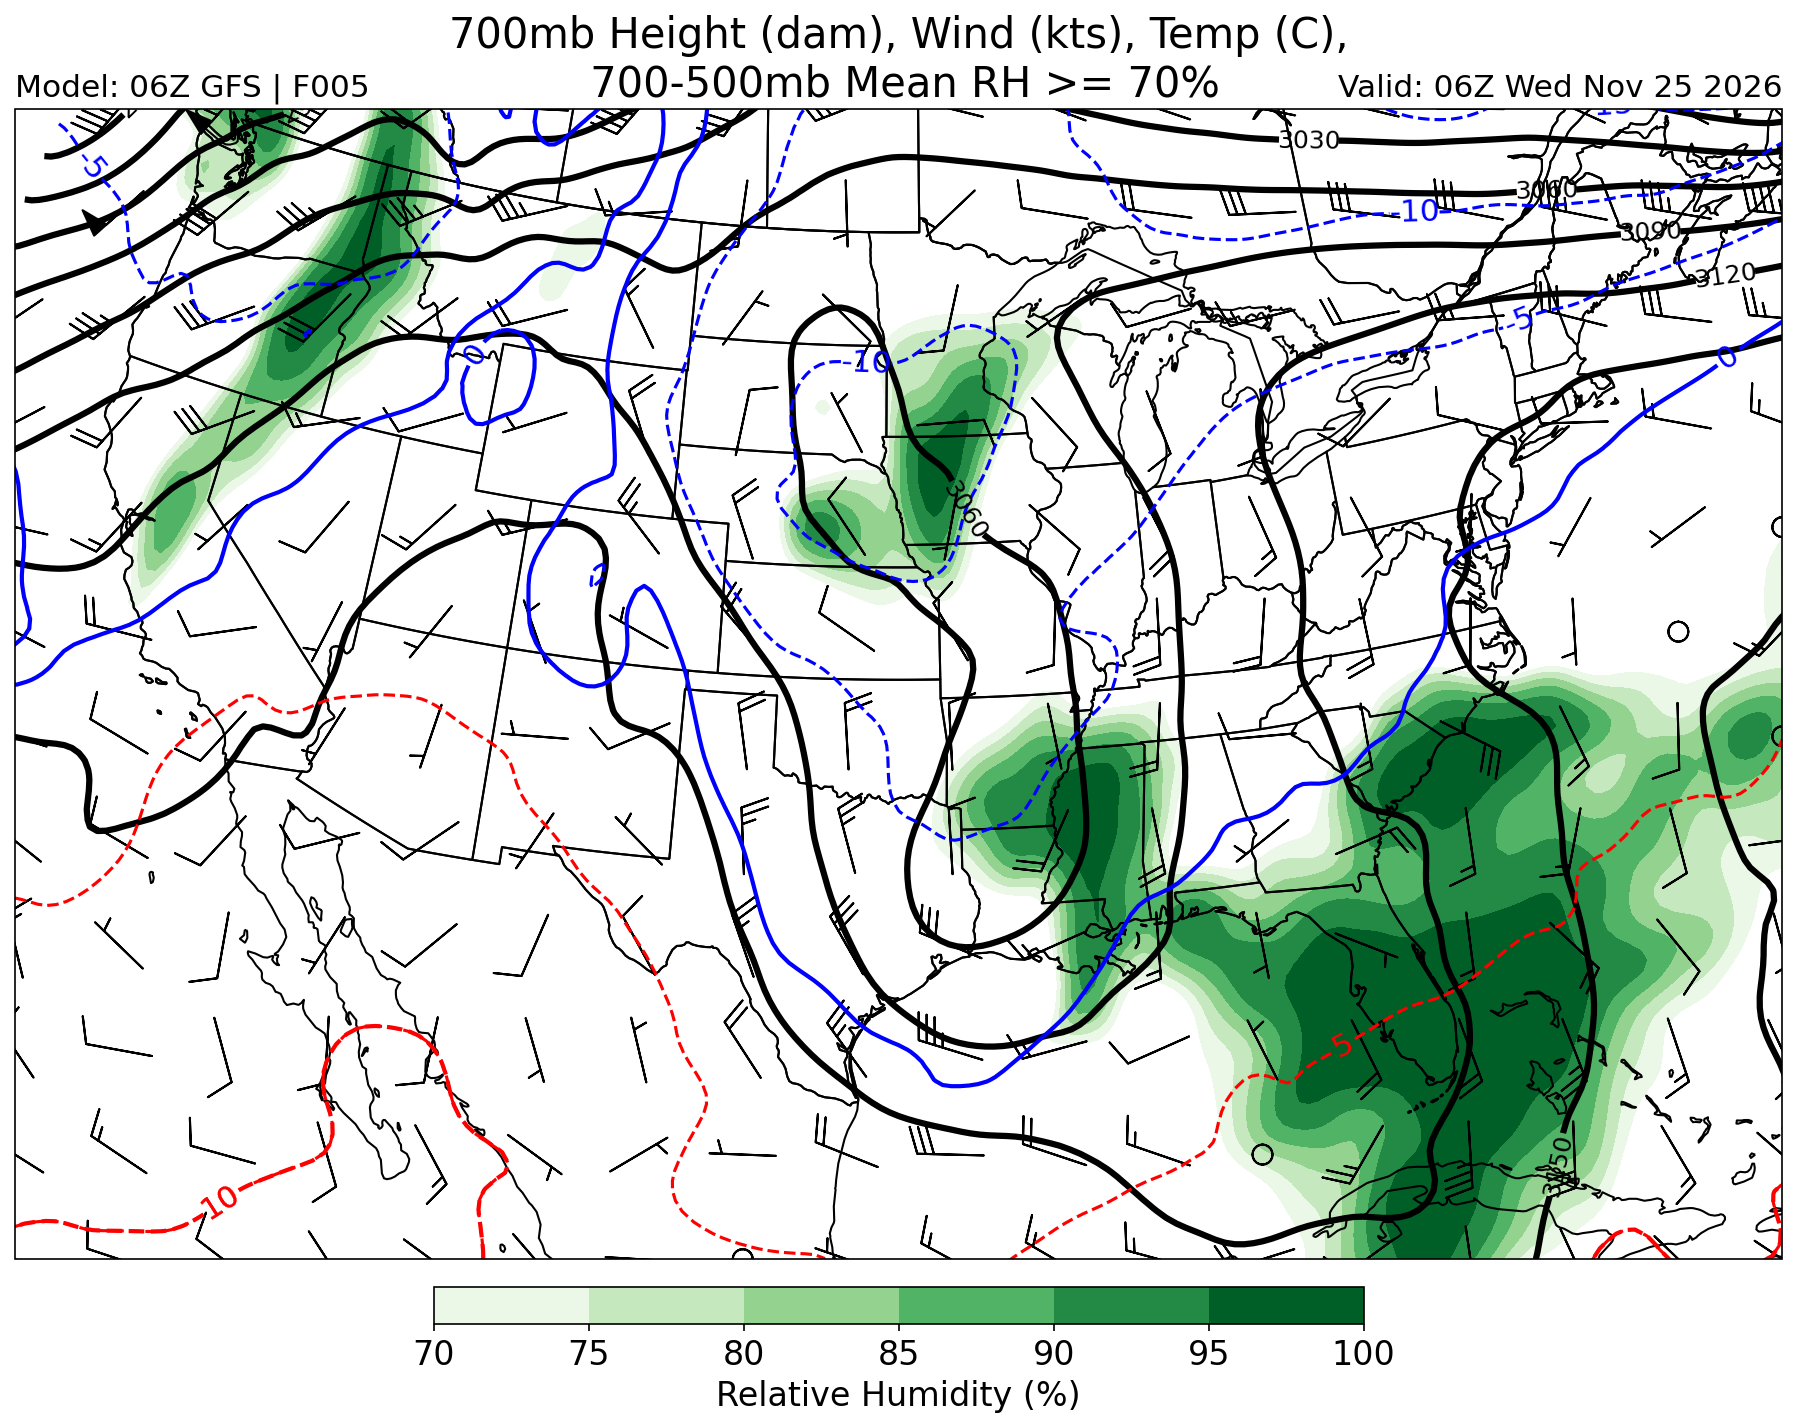 700mb Height (dam), Wind (kts), Temp (C),
700-500mb Mean RH >= 70%
Model: 06Z GFS | F005
Valid: 06Z Wed Nov 25 2026
3030
3060
-10
3090
3120
-5
0
-5
0
-10
3060
5
3150
10
70 75 80 85 90 95 100
Relative Humidity (%)